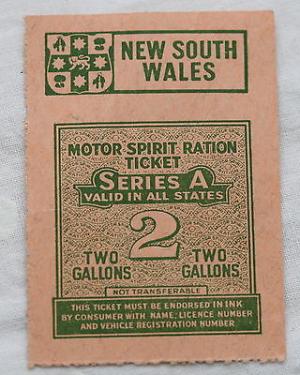 NEW SOUTH
WALES
MOTOR SPIRIT RATION
TICKET
SERIES A
VALID IN ALL STATES
2
TWO
GALLONS
TWO
GALLONS
NOT TRANSFERABLE
THIS TICKET MUST BE ENDORSED IN INK
BY CONSUMER WITH NAME, LICENCE NUMBER
AND VEHICLE REGISTRATION NUMBER